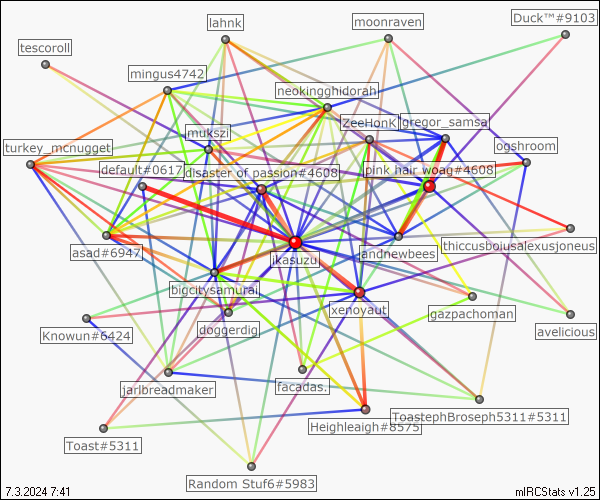 lahnk
moonraven
Duck™#9103
tescoroll
mingus4742
neokingghidorah
ZeeHonk
gregor_samsa
mukszi
turkey_mcnugget
ogshroom
default#0617
disaster of passion#4608
pink hair woag#4608
thiccusboiusalexusjoneus
asad#6947
jkasuzu
andnewbees
bigcitysamurai
xenoyaut
gazpachoman
avelicious
Knowun#6424
doggerdig
jarlbreadmaker
facadas.
ToastephBroseph5311#5311
Heighleaigh#8575
Toast#5311
Random Stuf6#5983
7.3.2024 7:41
mIRCStats v1.25